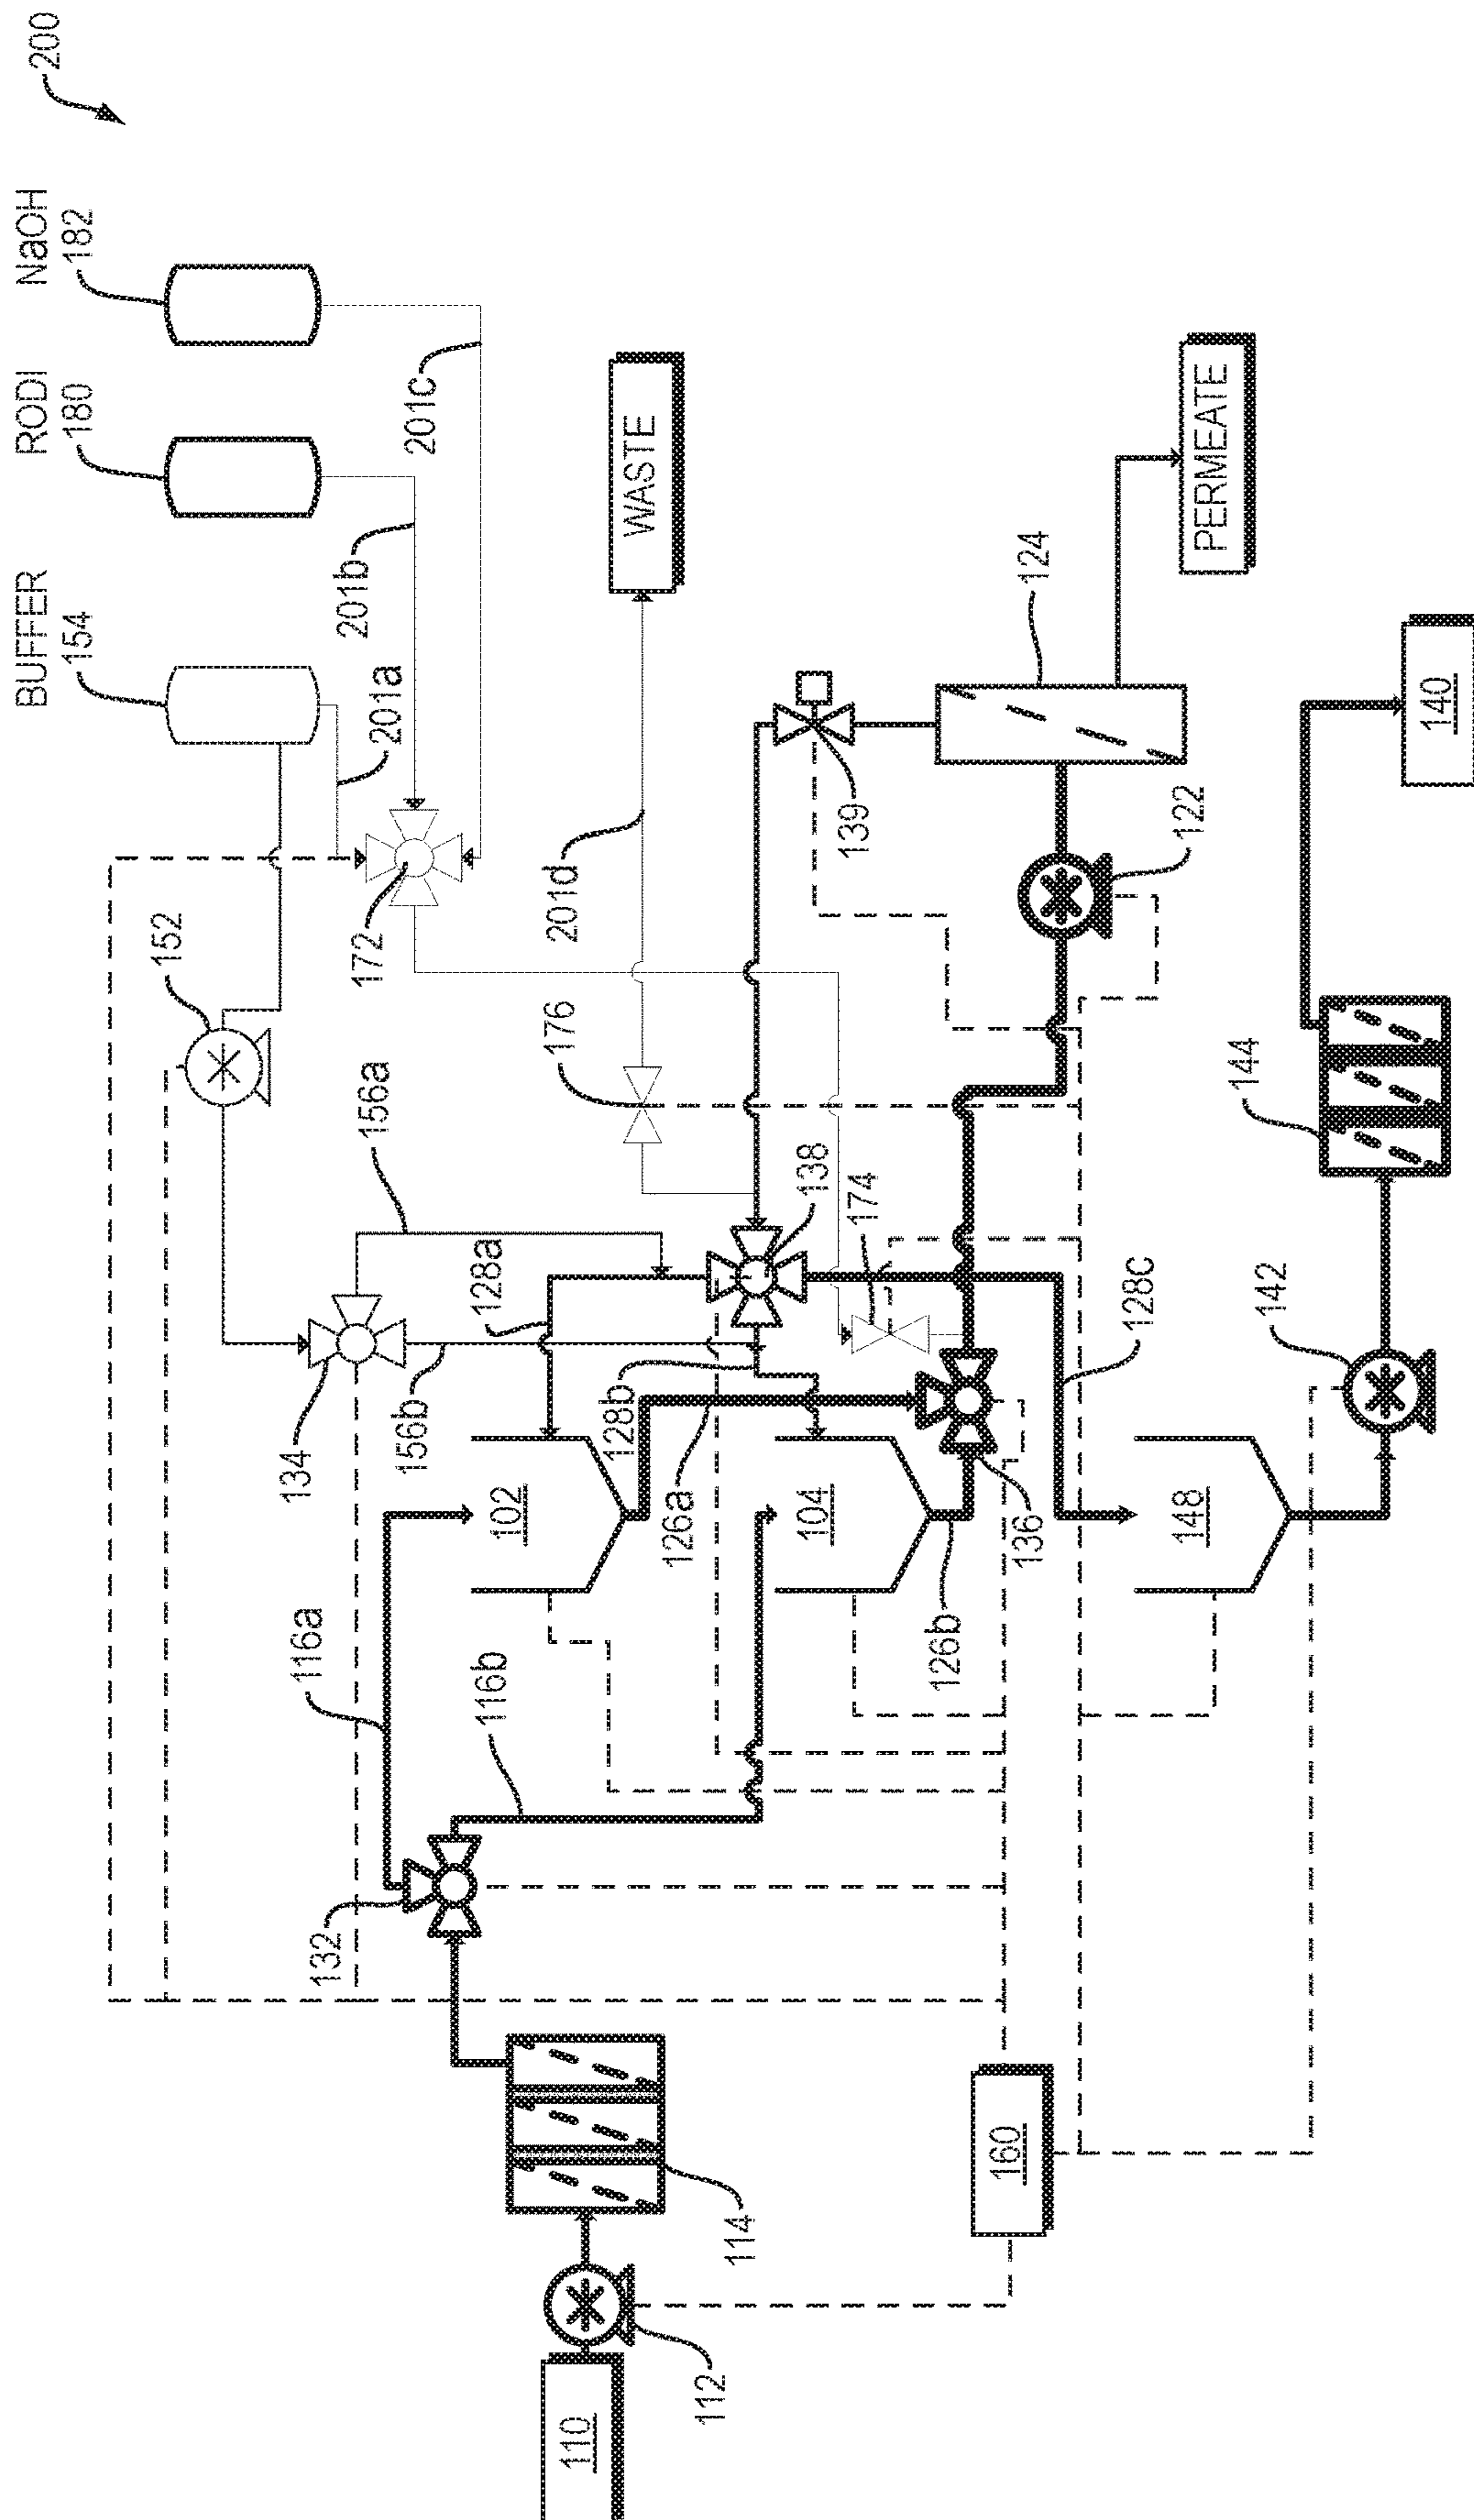 200
BUFFER
154
RODI
180
NaOH
182
152
201a
201b
201c
172
156a
134
156b
176
201d
WASTE
116a
102
128a
128b
138
174
139
124
PERMEATE
132
116b
126a
104
126b
136
122
128c
148
142
144
140
110
112
114
160